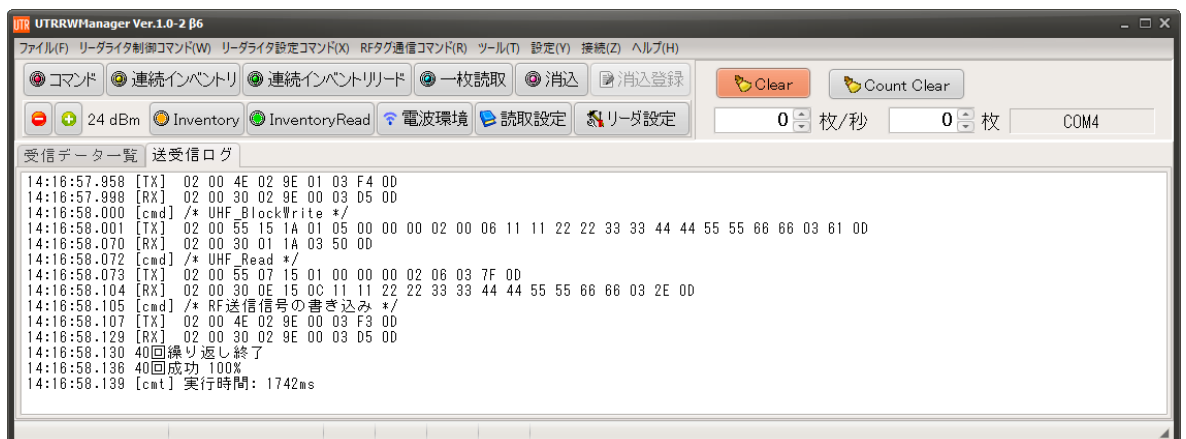 UTR UTRRWManager Ver.1.0-2 β6
ファイル(F) リーダライタ制御コマンド(W) リーダライタ設定コマンド(X) RFタグ通信コマンド(R) ツール(T) 設定(Y) 接続(Z) ヘルプ(H)
コマンド 連続インベントリ 連続インベントリリード 一枚読取 消込 消込登録 Clear Count Clear
24 dBm Inventory InventoryRead 電波環境 読取設定 リーダ設定 0 枚/秒 0 枚 COM4
受信データ一覧 送受信ログ
14:16:57.958 [TX] 02 00 4E 02 9E 01 03 F4 0D
14:16:57.998 [RX] 02 00 30 02 9E 00 03 D5 0D
14:16:58.000 [cmd] /* UHF_BlockWrite */
14:16:58.001 [TX] 02 00 55 15 1A 01 05 00 00 00 02 00 06 11 11 22 22 33 33 44 44 55 55 66 66 03 61 0D
14:16:58.070 [RX] 02 00 30 01 1A 03 50 0D
14:16:58.072 [cmd] /* UHF_Read */
14:16:58.073 [TX] 02 00 55 07 15 01 00 00 00 02 06 03 7F 0D
14:16:58.104 [RX] 02 00 30 0E 15 0C 11 11 22 22 33 33 44 44 55 55 66 66 03 2E 0D
14:16:58.105 [cmd] /* RF送信信号の書き込み */
14:16:58.107 [TX] 02 00 4E 02 9E 00 03 F3 0D
14:16:58.129 [RX] 02 00 30 02 9E 00 03 D5 0D
14:16:58.130 40回繰り返し終了
14:16:58.136 40回成功 100%
14:16:58.139 [cmt] 実行時間: 1742ms